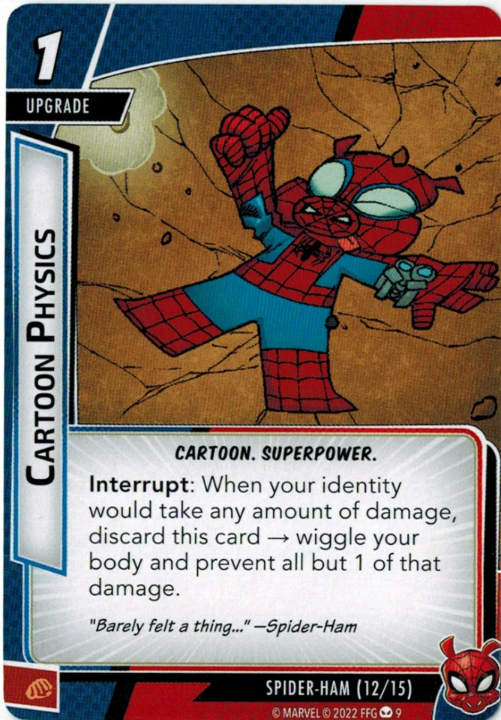 1
UPGRADE
CARTOON PHYSICS
CARTOON. SUPERPOWER.
Interrupt: When your identity
would take any amount of damage,
discard this card → wiggle your
body and prevent all but 1 of that
damage.
"Barely felt a thing..." —Spider-Ham
SPIDER-HAM (12/15)
© MARVEL © 2022 FFG 9